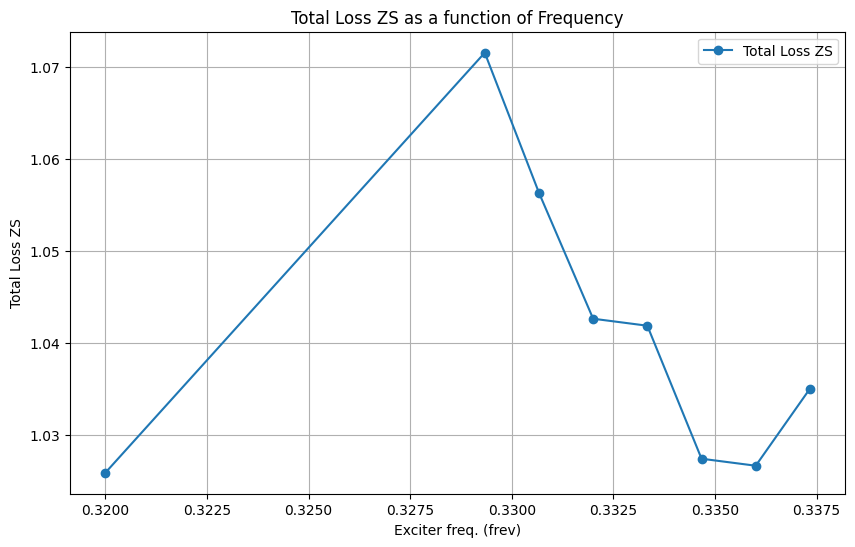 Total Loss ZS as a function of Frequency
Total Loss ZS
1.07
1.06
1.05
1.04
1.03
Total Loss ZS
0.3200 0.3225 0.3250 0.3275 0.3300 0.3325 0.3350 0.3375
Exciter freq. (frev)